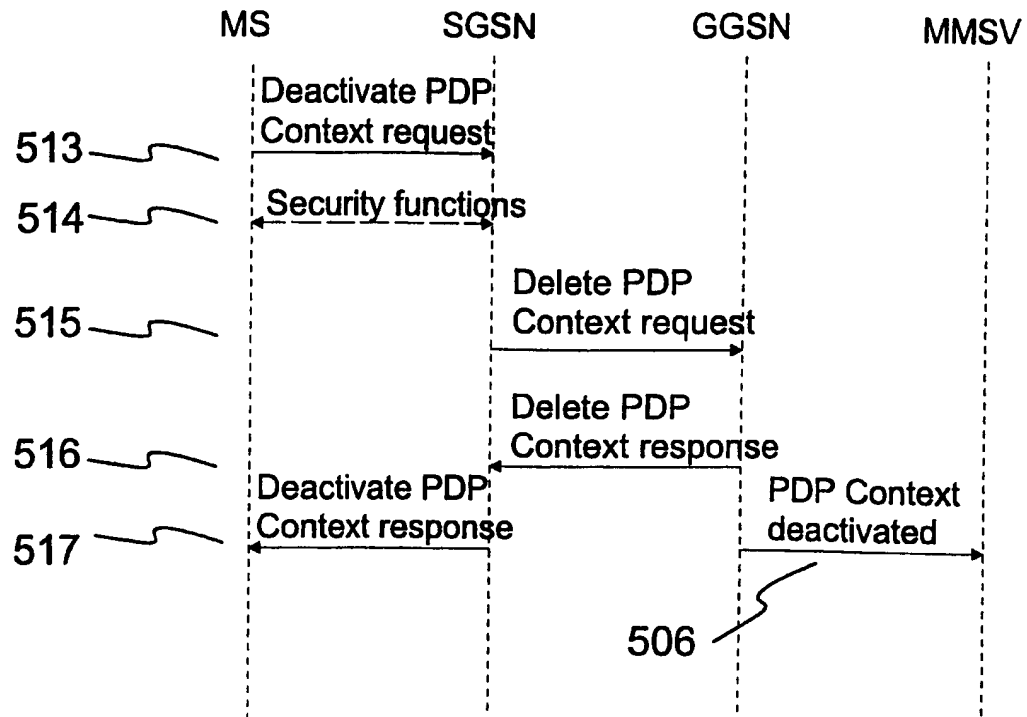 MS SGSN GGSN MMSV
Deactivate PDP
Context request
513
Security functions
514
Delete PDP
Context request
515
Delete PDP
Context response
516
Deactivate PDP
Context response
517
PDP Context
deactivated
506